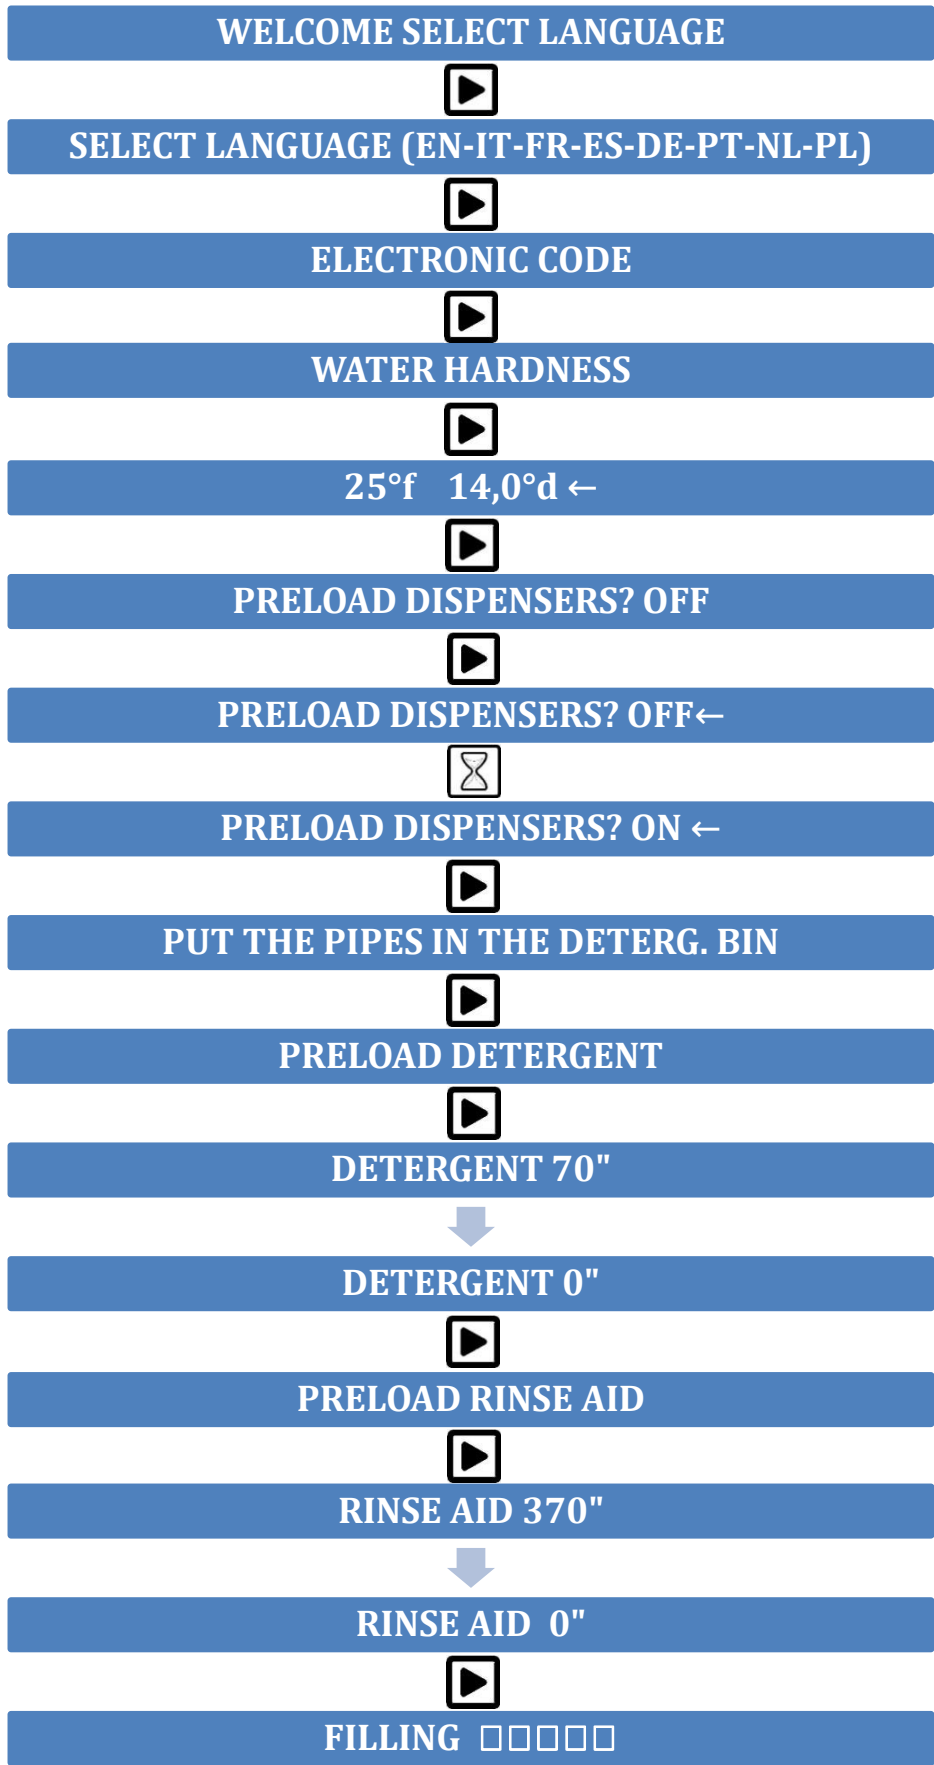 WELCOME SELECT LANGUAGE
SELECT LANGUAGE (EN-IT-FR-ES-DE-PT-NL-PL)
ELECTRONIC CODE
WATER HARDNESS
25°f 14,0°d ←
PRELOAD DISPENSERS? OFF
PRELOAD DISPENSERS? OFF←
PRELOAD DISPENSERS? ON ←
PUT THE PIPES IN THE DETERG. BIN
PRELOAD DETERGENT
DETERGENT 70"
DETERGENT 0"
PRELOAD RINSE AID
RINSE AID 370"
RINSE AID 0"
FILLING ▯▯▯▯▯